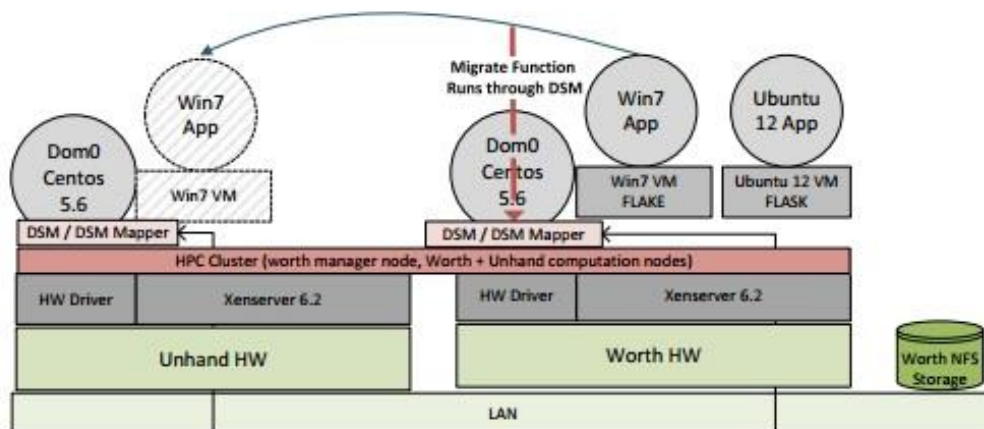 Migrate Function
Runs through DSM
Win7
App
Win7
App
Ubuntu
12 App
Dom0
Centos
5.6
Dom0
Centos
5.6
Win7 VM
Win7 VM
FLAKE
Ubuntu 12 VM
FLASK
DSM / DSM Mapper
DSM / DSM Mapper
HPC Cluster (worth manager node, Worth + Unhand computation nodes)
HW Driver
Xenserver 6.2
HW Driver
Xenserver 6.2
Unhand HW
Worth HW
Worth NFS
Storage
LAN